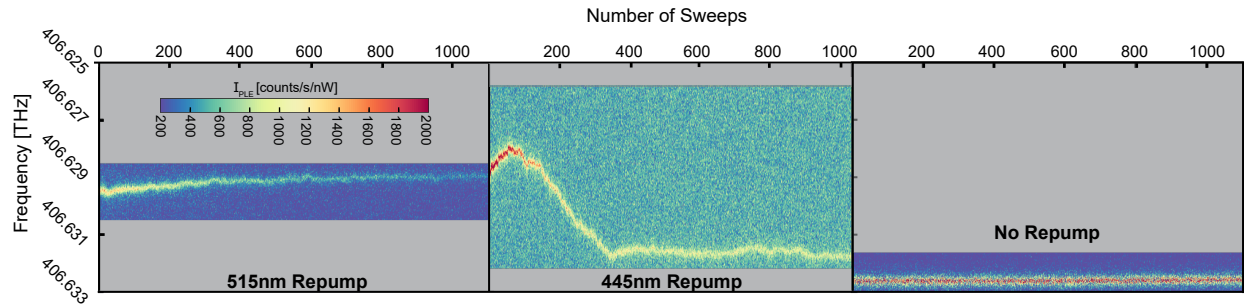 Number of Sweeps
0 200 400 600 800 1000 200 400 600 800 1000 200 400 600 800 1000
406.625
406.627
406.629
406.631
406.633
Frequency [THz]
I_PLE [counts/s/nW]
200 400 600 800 1000 1200 1400 1600 1800 2000
No Repump
515nm Repump 445nm Repump